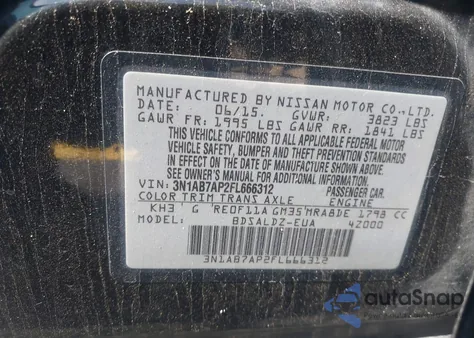 MANUFACTURED BY NISSAN MOTOR CO.,LTD.
DATE: 06/15. GVWR: 3823 LBS
GAWR FR: 1995 LBS GAWR RR: 1841 LBS
THIS VEHICLE CONFORMS TO ALL APPLICABLE FEDERAL MOTOR
VEHICLE SAFETY, BUMPER AND THEFT PREVENTION STANDARDS
IN EFFECT ON THE DATE OF MANUFACTURE SHOWN ABOVE.
SEE OWNER'S MANUAL FOR ADDITIONAL INFORMATION
VIN: 3N1AB7AP2FL666312 PASSENGER CAR.
COLOR TRIM TRANS AXLE ENGINE
KH3 G RE0F11A GM35 MRA8DE 1798 CC
MODEL: BDSALDZ-EUA 42000
3N1AB7AP2FL666312
autoSnap